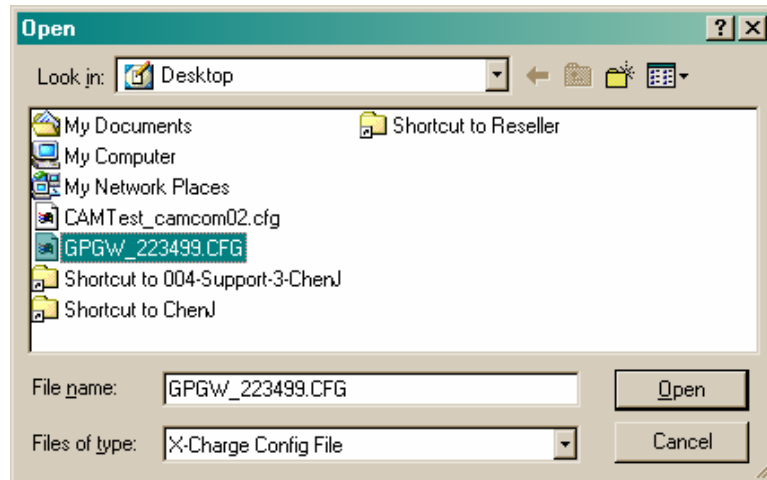 Open
Look in: Desktop
My Documents
My Computer
My Network Places
CAMTest_camcom02.cfg
GPGW_223499.CFG
Shortcut to 004-Support-3-ChenJ
Shortcut to ChenJ
Shortcut to Reseller
File name: GPGW_223499.CFG
Open
Files of type: X-Charge Config File
Cancel